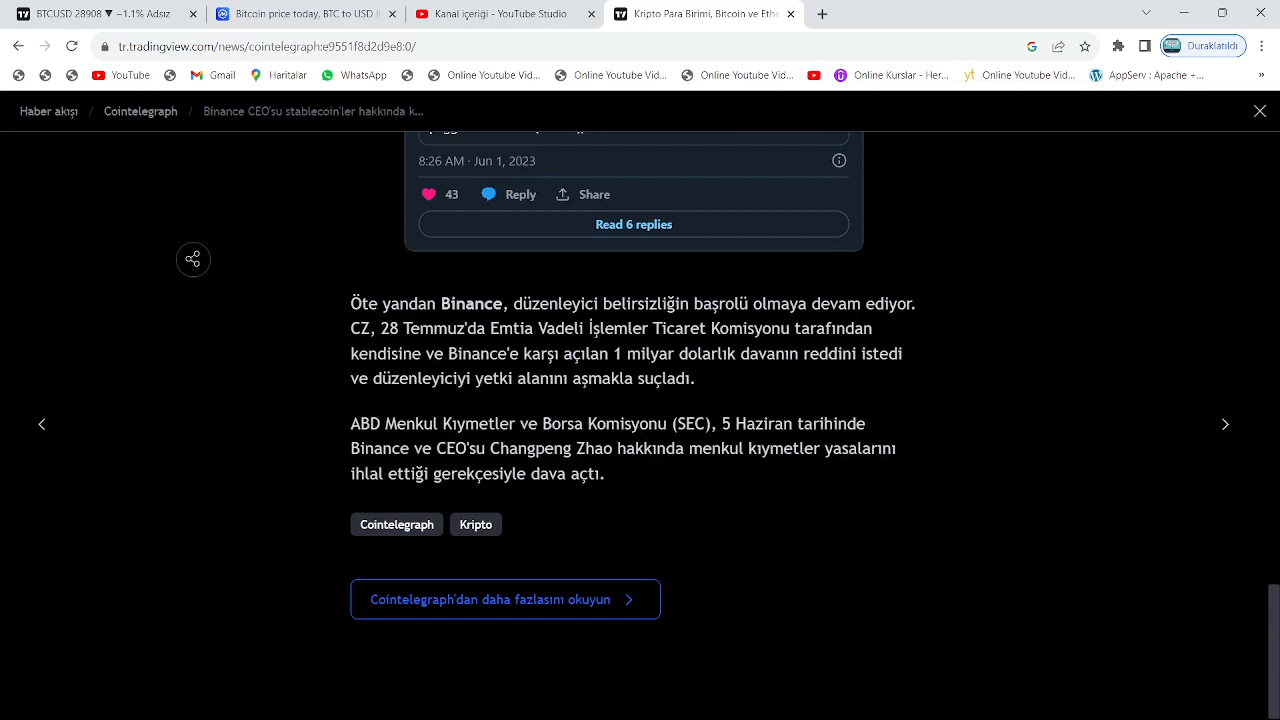 BTCUSD 28908 ▼ −1.1% Adsız
Bitcoin price today, BTC to USD li
Kanal içeriği - YouTube Studio
Kripto Para Birimi, Bitcoin ve Ethe
tr.tradingview.com/news/cointelegraph:e9551f8d2d9e8:0/
Duraklatıldı
YouTube
Gmail
Haritalar
WhatsApp
Online Youtube Vid...
Online Youtube Vid...
Online Youtube Vid...
Online Kurslar - Her...
Online Youtube Vid...
AppServ : Apache +...
Haber akışı / Cointelegraph / Binance CEO'su stablecoin'ler hakkında k...
8:26 AM · Jun 1, 2023
43 Reply Share
Read 6 replies
Öte yandan Binance, düzenleyici belirsizliğin başrolü olmaya devam ediyor.
CZ, 28 Temmuz'da Emtia Vadeli İşlemler Ticaret Komisyonu tarafından
kendisine ve Binance'e karşı açılan 1 milyar dolarlık davanın reddini istedi
ve düzenleyiciyi yetki alanını aşmakla suçladı.
ABD Menkul Kıymetler ve Borsa Komisyonu (SEC), 5 Haziran tarihinde
Binance ve CEO'su Changpeng Zhao hakkında menkul kıymetler yasalarını
ihlal ettiği gerekçesiyle dava açtı.
Cointelegraph Kripto
Cointelegraph'dan daha fazlasını okuyun